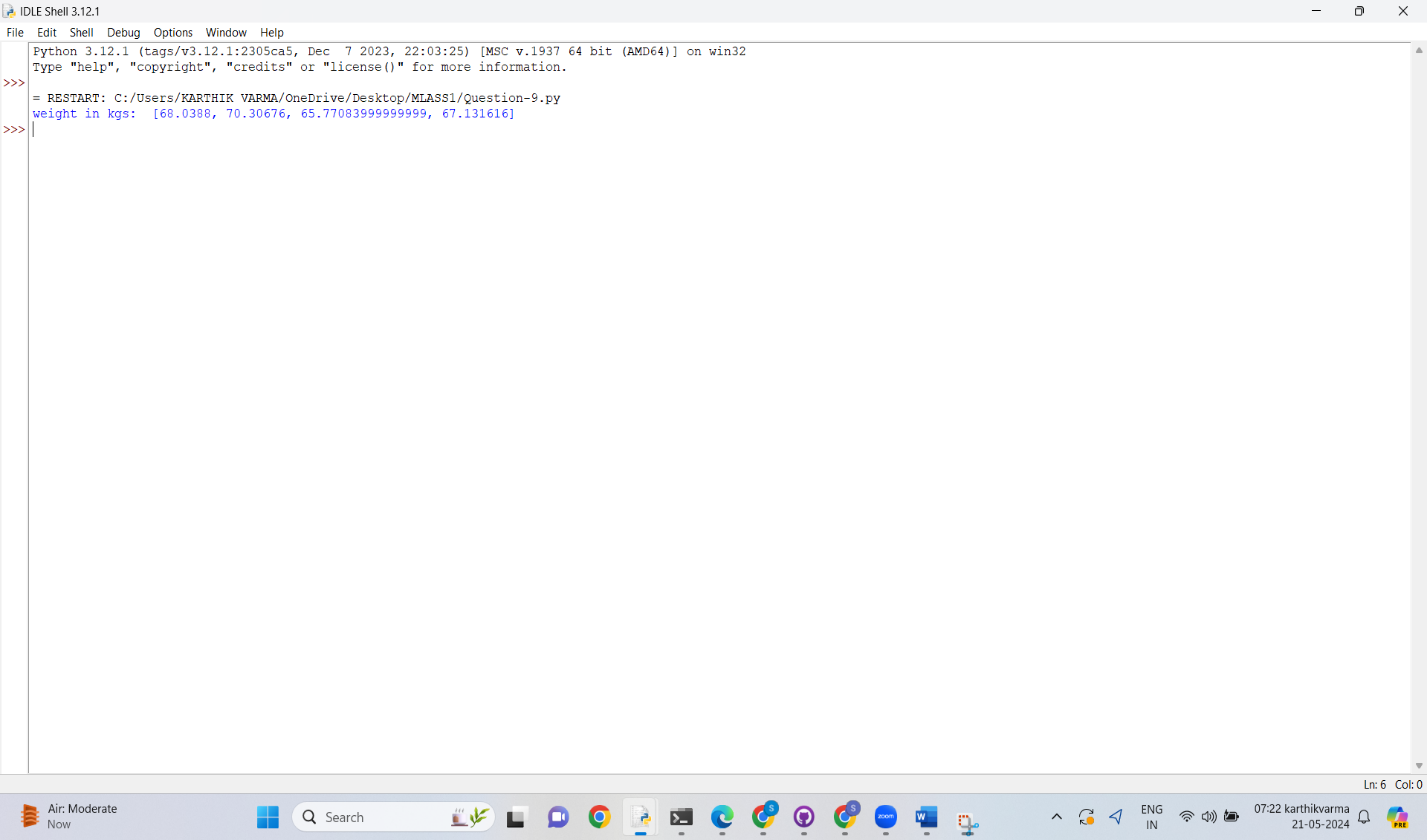 IDLE Shell 3.12.1
File Edit Shell Debug Options Window Help
Python 3.12.1 (tags/v3.12.1:2305ca5, Dec  7 2023, 22:03:25) [MSC v.1937 64 bit (AMD64)] on win32
Type "help", "copyright", "credits" or "license()" for more information.
>>>
= RESTART: C:/Users/KARTHIK VARMA/OneDrive/Desktop/MLASS1/Question-9.py
weight in kgs:  [68.0388, 70.30676, 65.77083999999999, 67.131616]
>>>
Ln: 6 Col: 0
Air: Moderate
Now
Search
S
S
zoom
W
ENG
IN
07:22 karthikvarma
21-05-2024
PRE